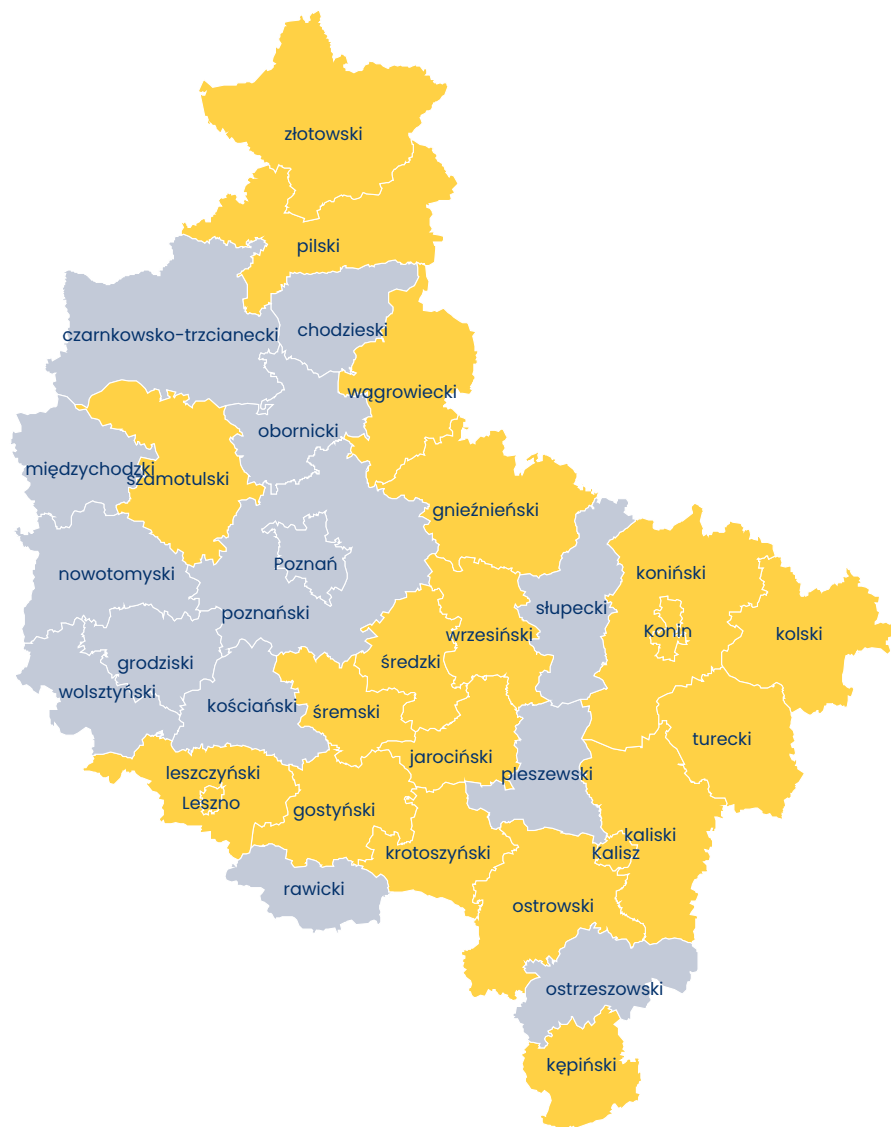 złotowski
pilski
czarnkowsko-trzcianecki
chodzieski
wągrowiecki
obornicki
międzychodzki
szamotulski
gnieźnieński
Poznań
nowotomyski
koniński
poznański
słupecki
wrzesiński
Konin
kolski
grodziski
średzki
wolsztyński
kościański
śremski
turecki
jarociński
leszczyński
pleszewski
Leszno
gostyński
kaliski
krotoszyński
Kalisz
rawicki
ostrowski
ostrzeszowski
kępiński